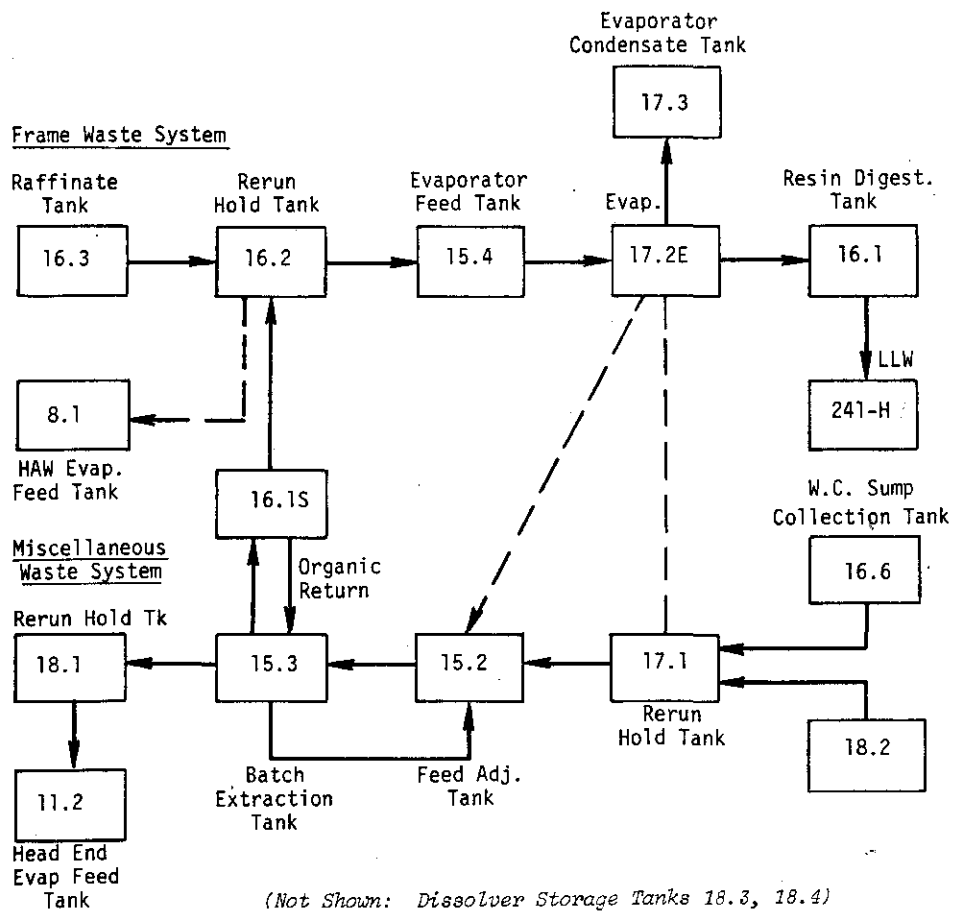 Evaporator
Condensate Tank
17.3
Frame Waste System
Raffinate
Tank
Rerun
Hold Tank
Evaporator
Feed Tank
Evap.
Resin Digest.
Tank
16.3
16.2
15.4
17.2E
16.1
LLW
8.1
241-H
HAW Evap.
Feed Tank
16.1S
W.C. Sump
Collection Tank
Miscellaneous
Waste System
Organic
Return
16.6
Rerun Hold Tk
18.1
15.3
15.2
17.1
Rerun
Hold Tank
18.2
Batch
Extraction
Tank
Feed Adj.
Tank
11.2
Head End
Evap Feed
Tank
(Not Shown: Dissolver Storage Tanks 18.3, 18.4)